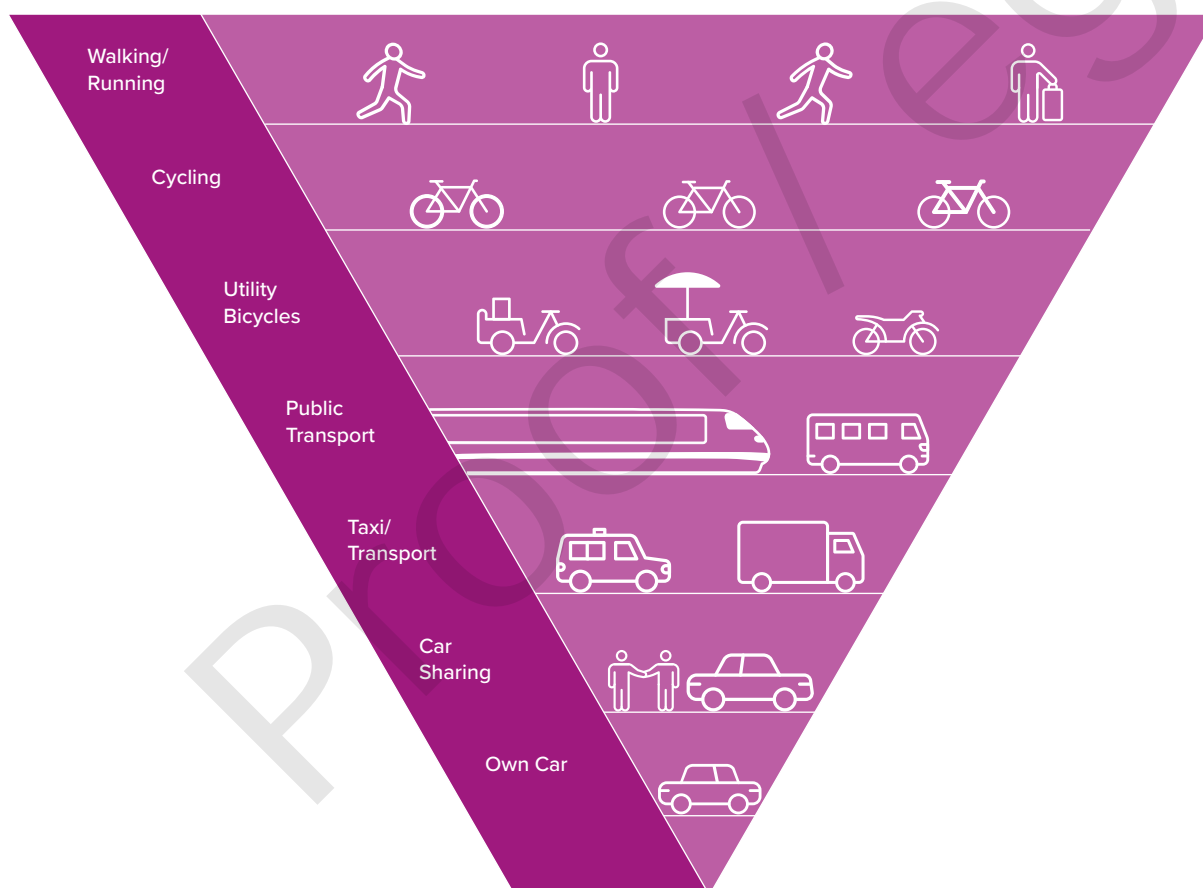 Walking/
Running
Cycling
Utility
Bicycles
Public
Transport
Taxi/
Transport
Car
Sharing
Own Car
Proof / eg